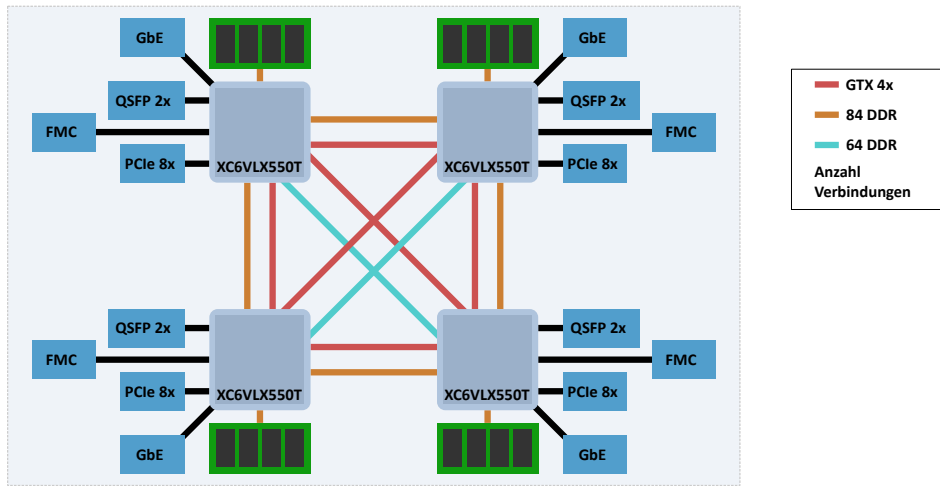 GbE
GbE
QSFP 2x
QSFP 2x
FMC
FMC
PCIe 8x
XC6VLX550T
XC6VLX550T
PCIe 8x
GTX 4x
84 DDR
64 DDR
Anzahl
Verbindungen
QSFP 2x
QSFP 2x
FMC
FMC
PCIe 8x
XC6VLX550T
XC6VLX550T
PCIe 8x
GbE
GbE